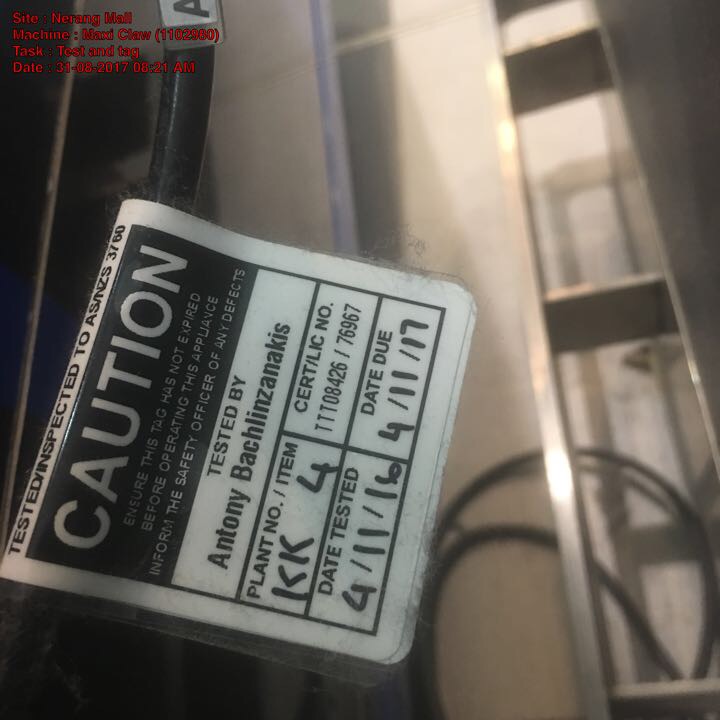 Site : Nerang Mall
Machine : Maxi Claw (1102980)
Task : Test and tag
Date : 31-08-2017 08:21 AM
A
TESTED/INSPECTED TO AS/NZS 3760
CAUTION
ENSURE THIS TAG HAS NOT EXPIRED
BEFORE OPERATING THIS APPLIANCE
INFORM THE SAFETY OFFICER OF ANY DEFECTS
TESTED BY
Antony Bachlinzanakis
PLANT NO. / ITEM
KK 4
CERT/LIC NO.
TTT08426 / 76967
DATE TESTED
4/11/16
DATE DUE
4/11/17